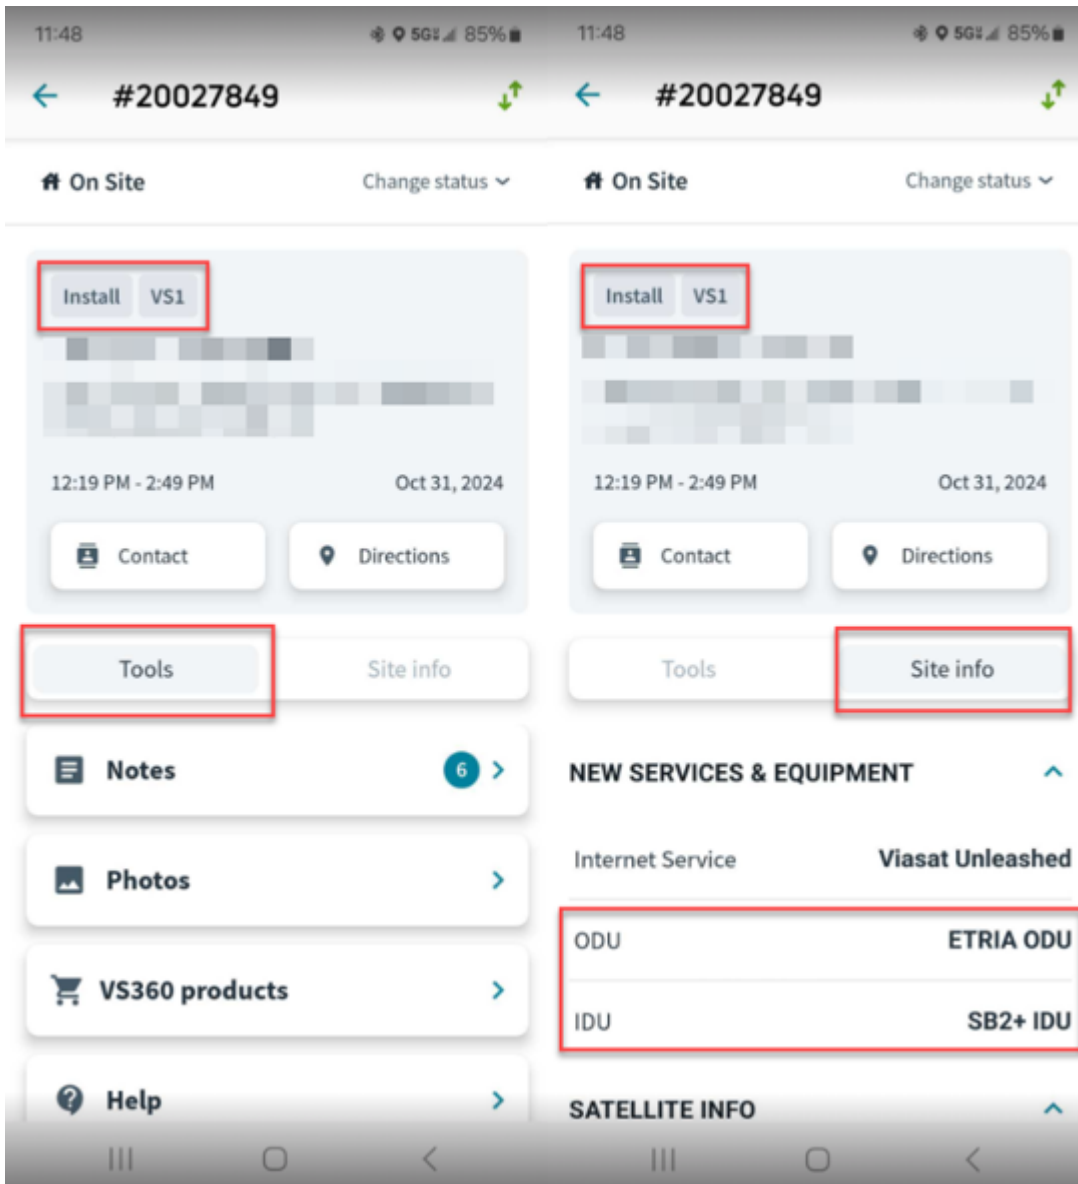 11:48
5G 85%
#20027849
On Site Change status
Install VS1
12:19 PM - 2:49 PM Oct 31, 2024
Contact Directions
Tools Site info
Notes 6
Photos
VS360 products
Help
11:48
5G 85%
#20027849
On Site Change status
Install VS1
12:19 PM - 2:49 PM Oct 31, 2024
Contact Directions
Tools Site info
NEW SERVICES & EQUIPMENT
Internet Service Viasat Unleashed
ODU ETRIA ODU
IDU SB2+ IDU
SATELLITE INFO